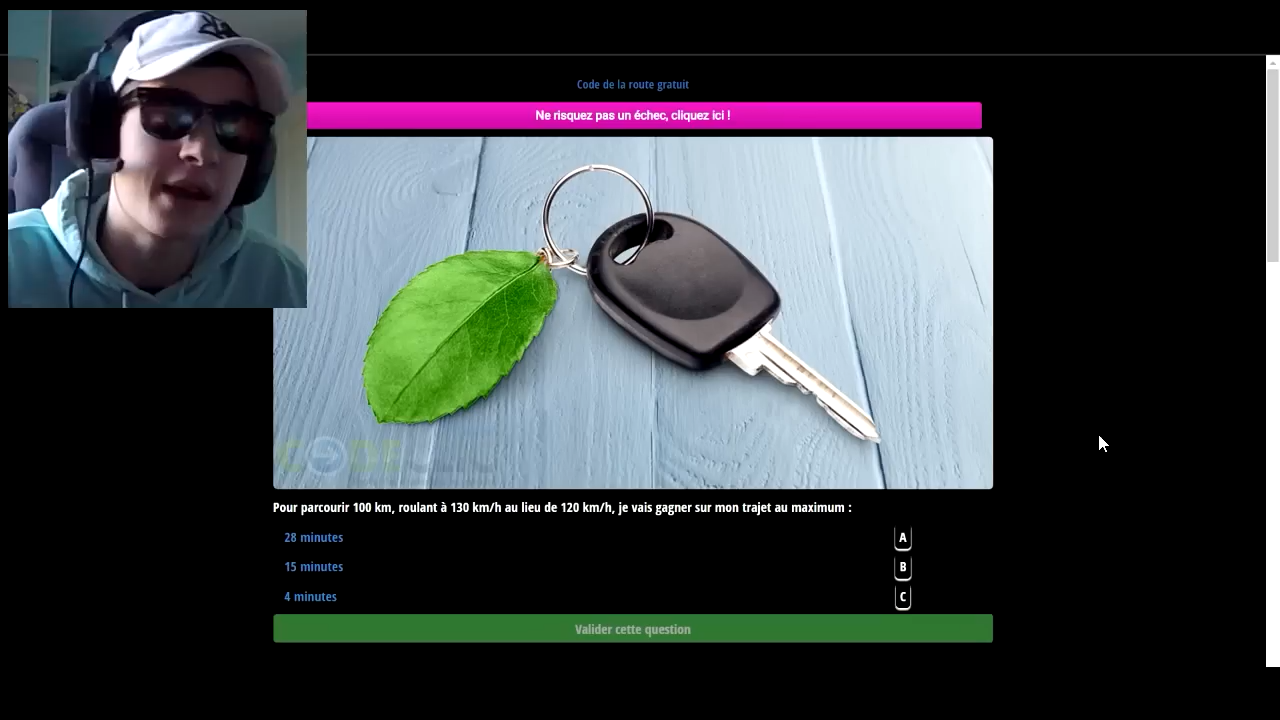 Code de la route gratuit
Ne risquez pas un échec, cliquez ici !
Pour parcourir 100 km, roulant à 130 km/h au lieu de 120 km/h, je vais gagner sur mon trajet au maximum :
28 minutes A
15 minutes B
4 minutes C
Valider cette question